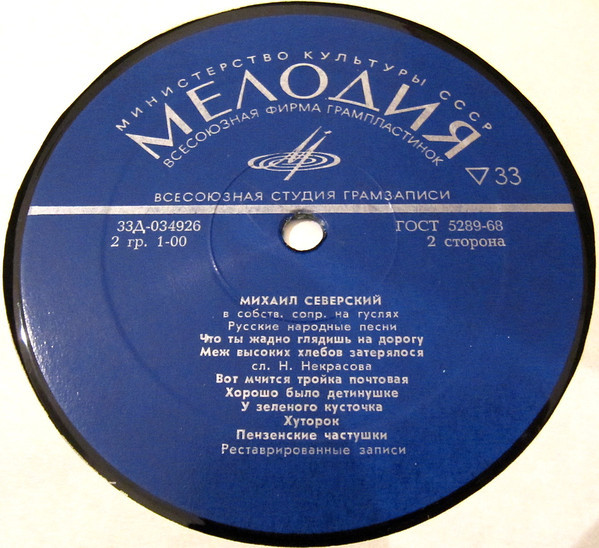 МИНИСТЕРСТВО КУЛЬТУРЫ СССР
МЕЛОДИЯ
ВСЕСОЮЗНАЯ ФИРМА ГРАМПЛАСТИНОК
33
ВСЕСОЮЗНАЯ СТУДИЯ ГРАМЗАПИСИ
33Д-034926 ГОСТ 5289-68
2 гр. 1-00 2 сторона
МИХАИЛ СЕВЕРСКИЙ
в собств. сопр. на гуслях
Русские народные песни
Что ты жадно глядишь на дорогу
Меж высоких хлебов затерялося
сл. Н. Некрасова
Вот мчится тройка почтовая
Хорошо было детинушке
У зеленого кусточка
Хуторок
Пензенские частушки
Реставрированные записи